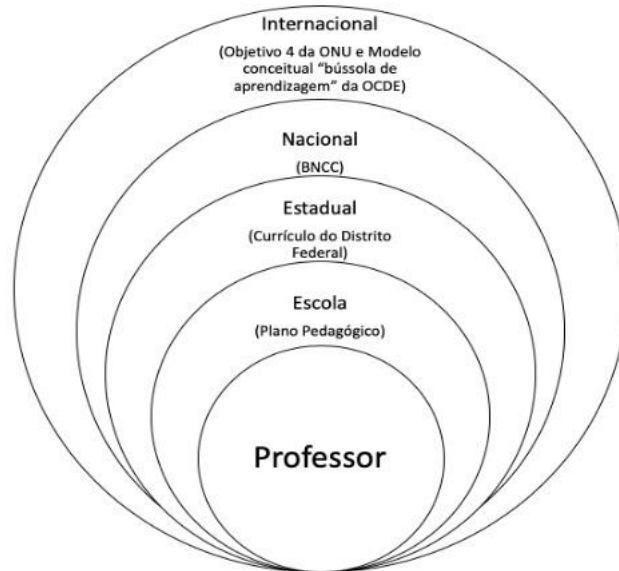 Internacional
(Objetivo 4 da ONU e Modelo
conceitual “bússola de
aprendizagem” da OCDE)
Nacional
(BNCC)
Estadual
(Currículo do Distrito
Federal)
Escola
(Plano Pedagógico)
Professor